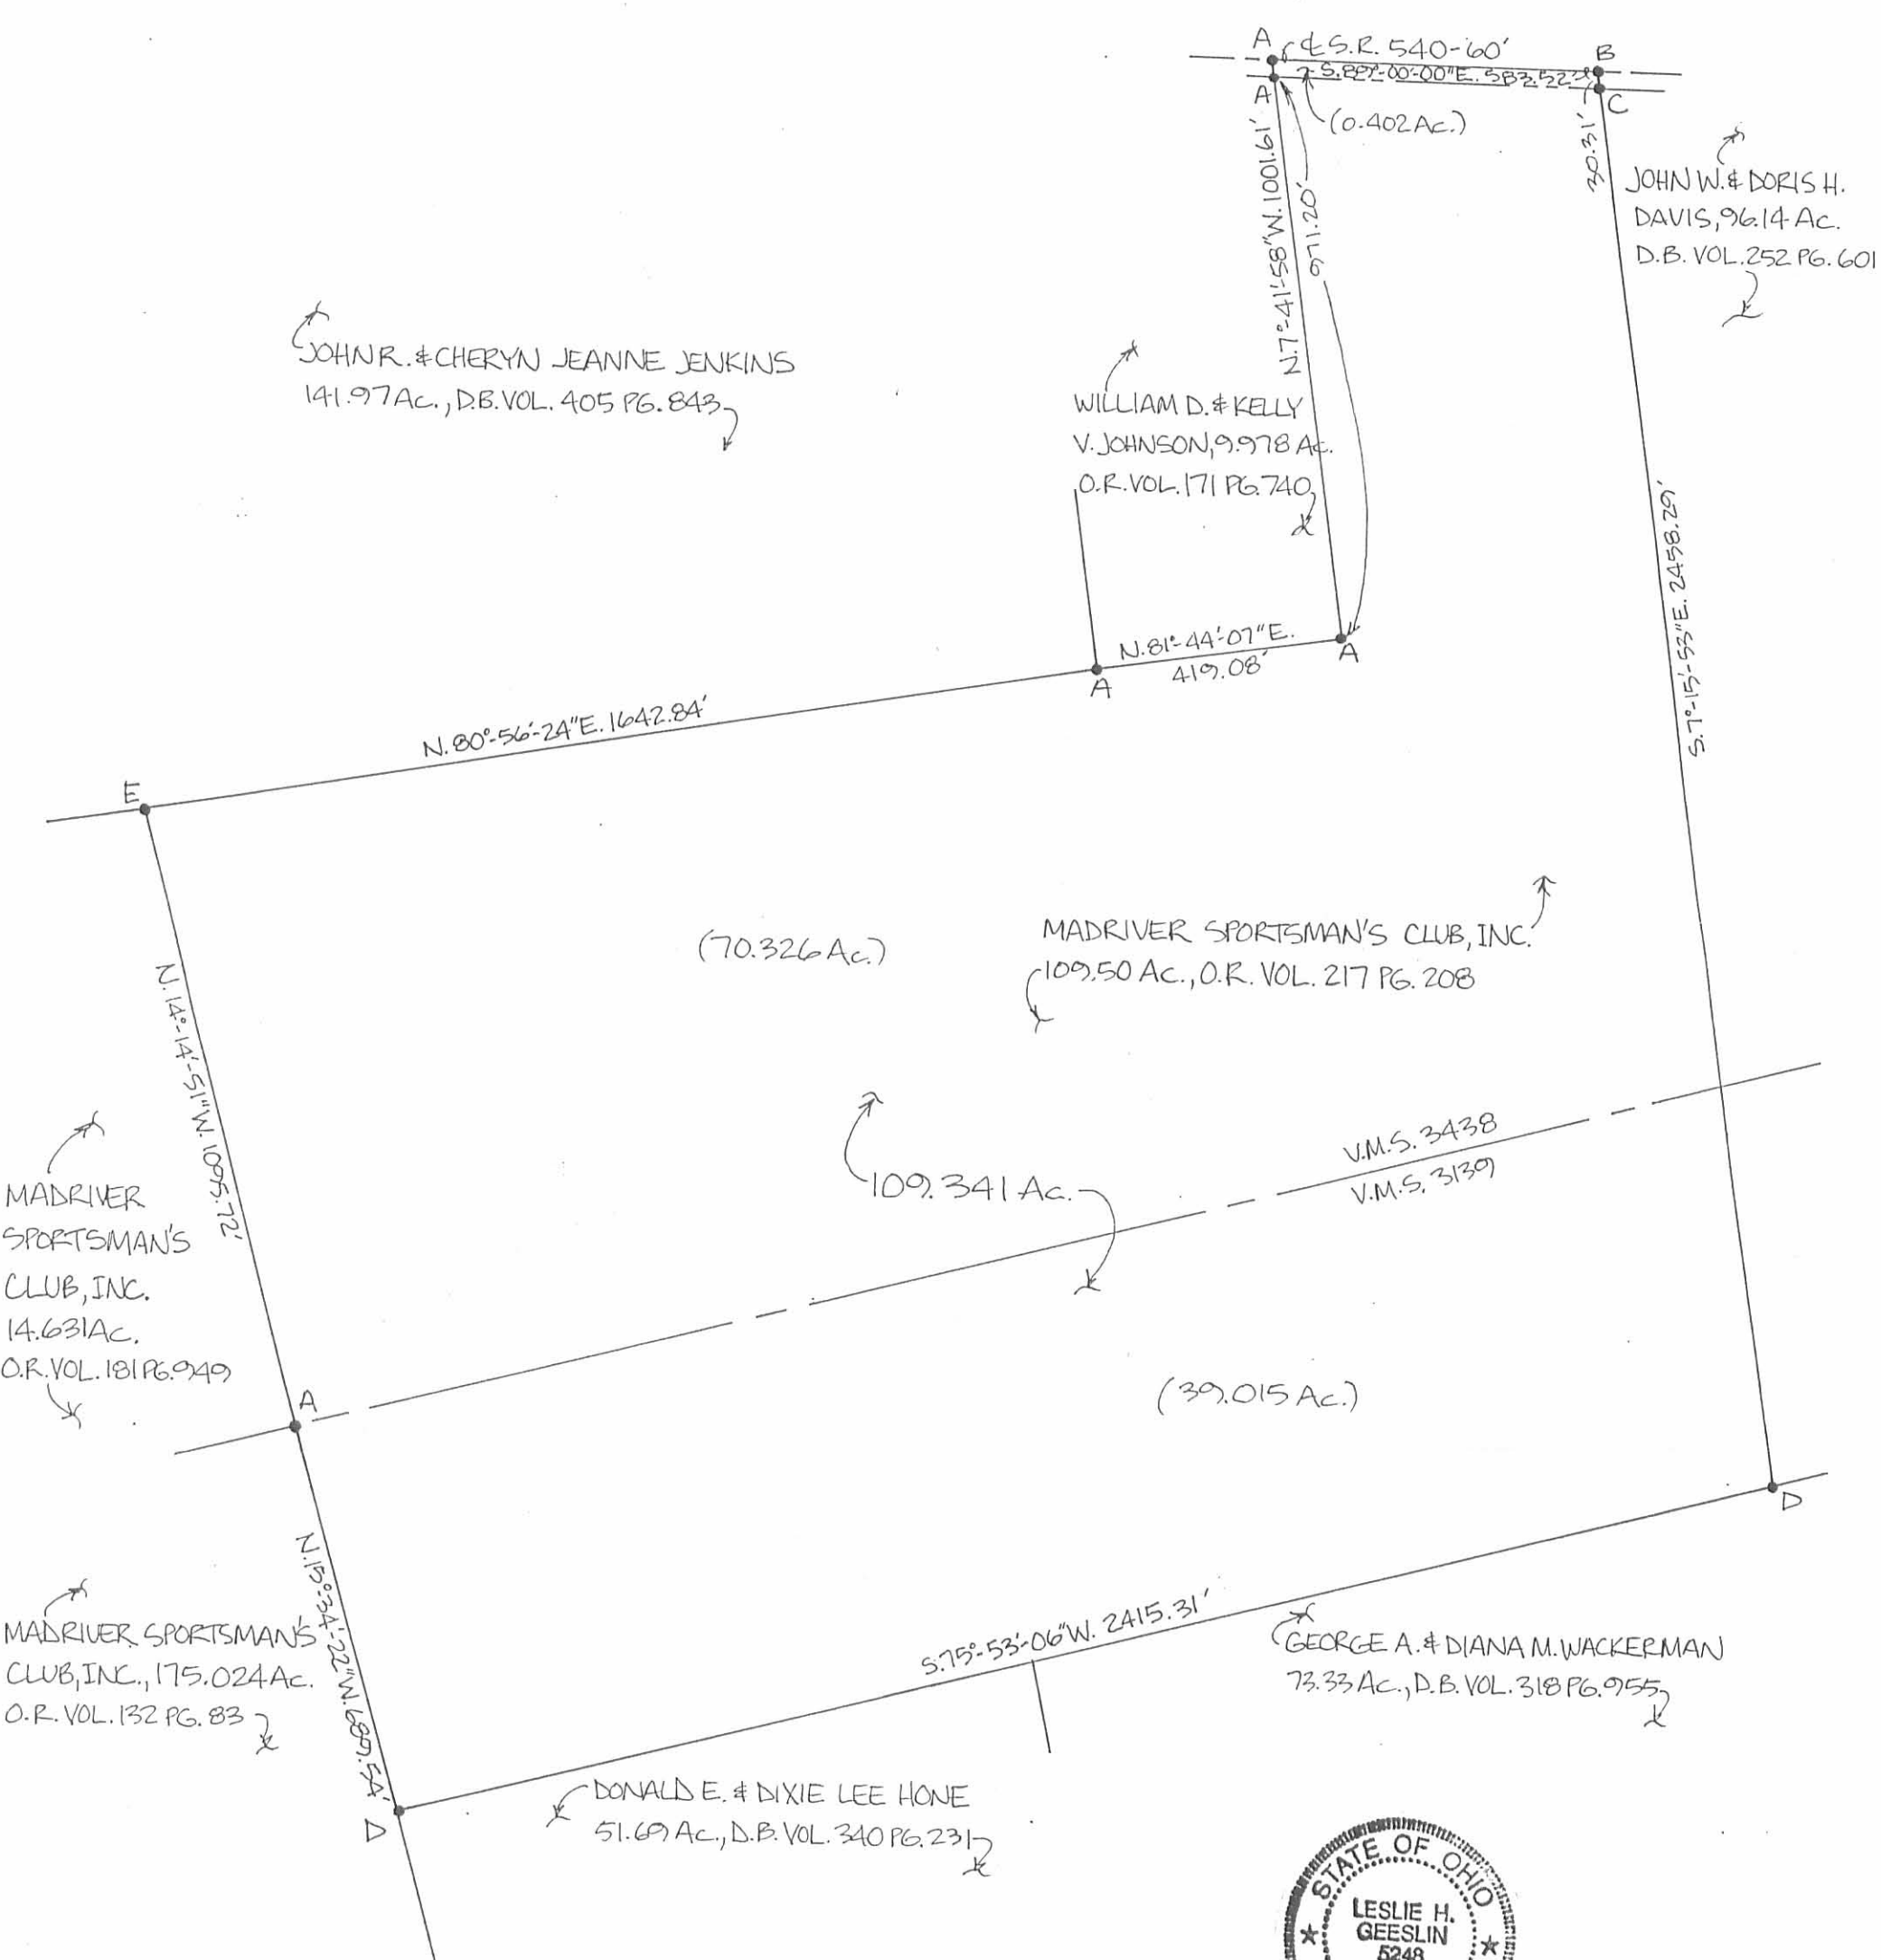 A
℄ S.R. 540-60'
B
A
C
(0.402 Ac.)
30.31'
JOHN W. & DORIS H.
DAVIS, 96.14 Ac.
D.B. VOL. 252 PG. 601
N.7°-41'-58"W. 1001.61'
971.20'
JOHN R. & CHERYN JEANNE JENKINS
141.97 Ac., D.B. VOL. 405 PG. 843
WILLIAM D. & KELLY
V. JOHNSON, 9.978 Ac.
O.R. VOL. 171 PG. 740
S.7°-15'-53"E. 2458.29'
N.81°-44'-07"E.
419.08'
A
A
N.80°-56'-24"E. 1642.84'
E
(70.326 Ac.)
MADRIVER SPORTSMAN'S CLUB, INC.
109.50 Ac., O.R. VOL. 217 PG. 208
N.14°-14'-51"W. 1095.72'
109.341 Ac.
V.M.S. 3438
V.M.S. 3139
MADRIVER
SPORTSMAN'S
CLUB, INC.
14.631 Ac.
O.R. VOL. 181 PG. 949
A
(39.015 Ac.)
D
N.15°-34'-22"W. 689.54'
S.75°-53'-06"W. 2415.31'
MADRIVER SPORTSMAN'S
CLUB, INC., 175.024 Ac.
O.R. VOL. 132 PG. 83
GEORGE A. & DIANA M. WACKERMAN
73.33 Ac., D.B. VOL. 318 PG. 955
D
DONALD E. & DIXIE LEE HONE
51.69 Ac., D.B. VOL. 340 PG. 231
STATE OF OHIO
LESLIE H.
GEESLIN
5248